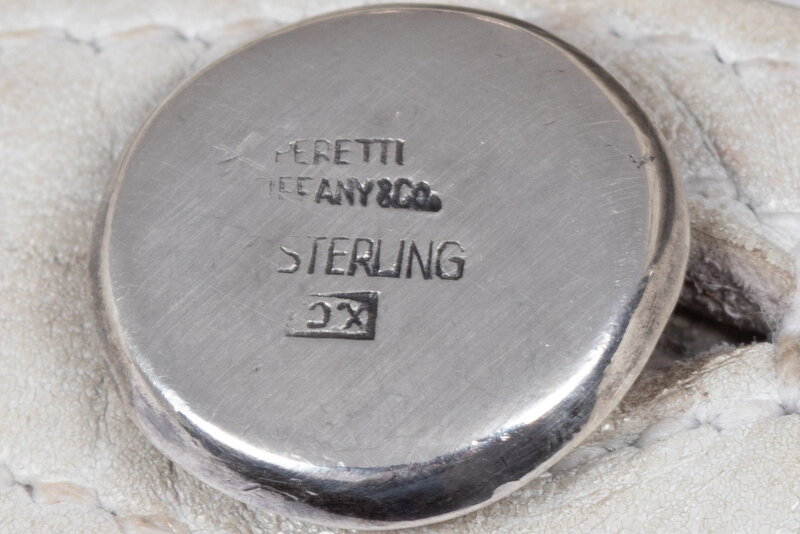 PERETTI
TIFFANY&CO.
STERLING